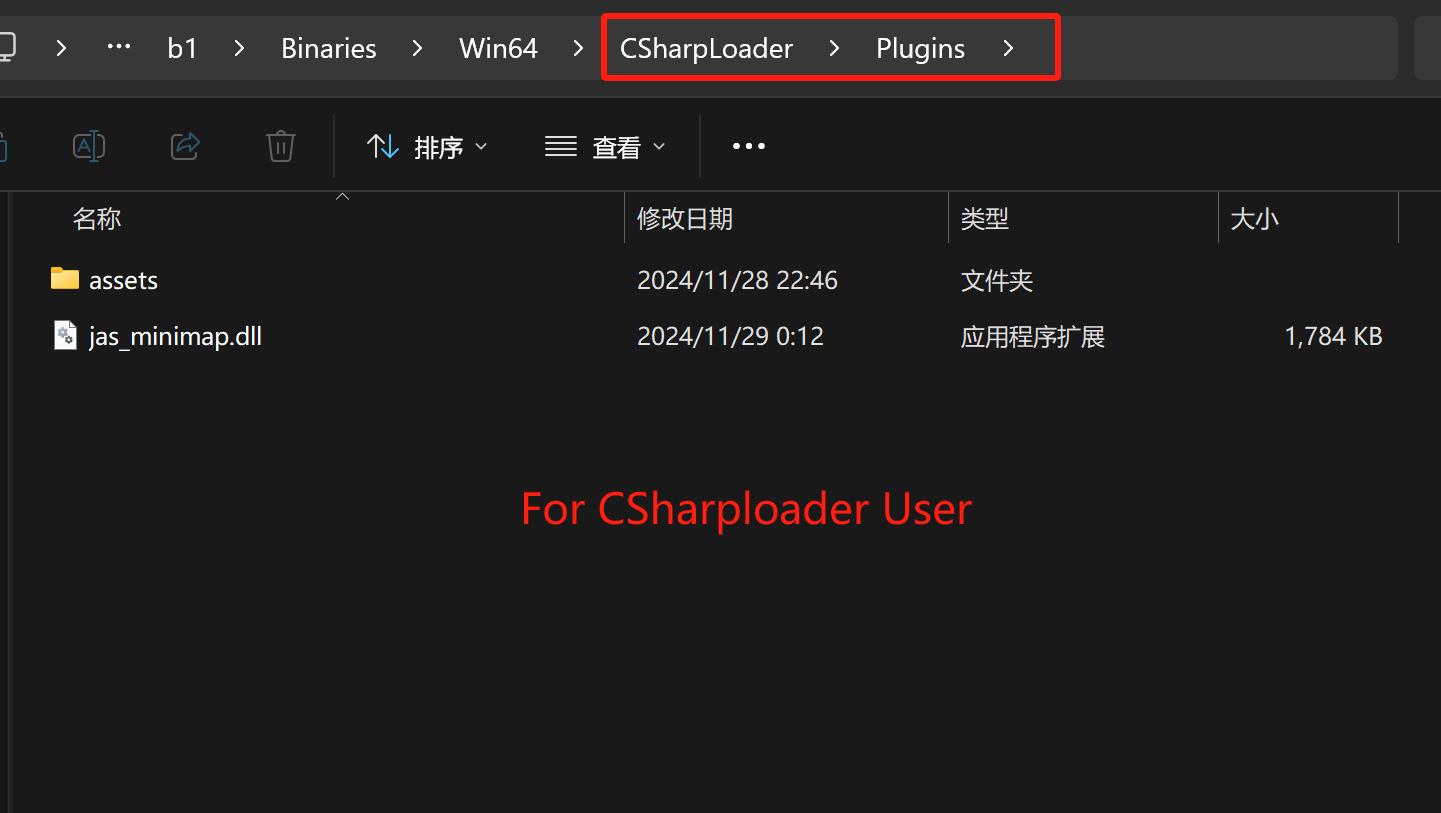 b1 > Binaries > Win64 > CSharpLoader > Plugins >
排序 查看
名称 修改日期 类型 大小
assets 2024/11/28 22:46 文件夹
jas_minimap.dll 2024/11/29 0:12 应用程序扩展 1,784 KB
For CSharploader User